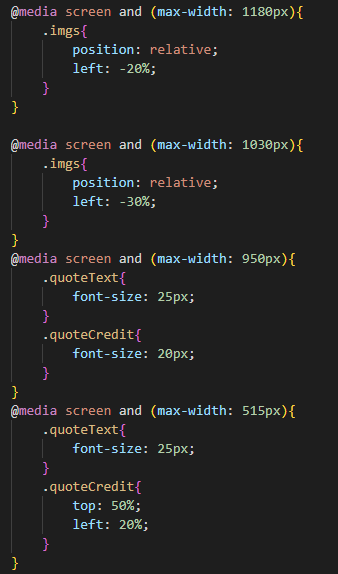 @media screen and (max-width: 1180px){
    .imgs{
        position: relative;
        left: -20%;
    }
}

@media screen and (max-width: 1030px){
    .imgs{
        position: relative;
        left: -30%;
    }
}
@media screen and (max-width: 950px){
    .quoteText{
        font-size: 25px;
    }
    .quoteCredit{
        font-size: 20px;
    }
}
@media screen and (max-width: 515px){
    .quoteText{
        font-size: 25px;
    }
    .quoteCredit{
        top: 50%;
        left: 20%;
    }
}